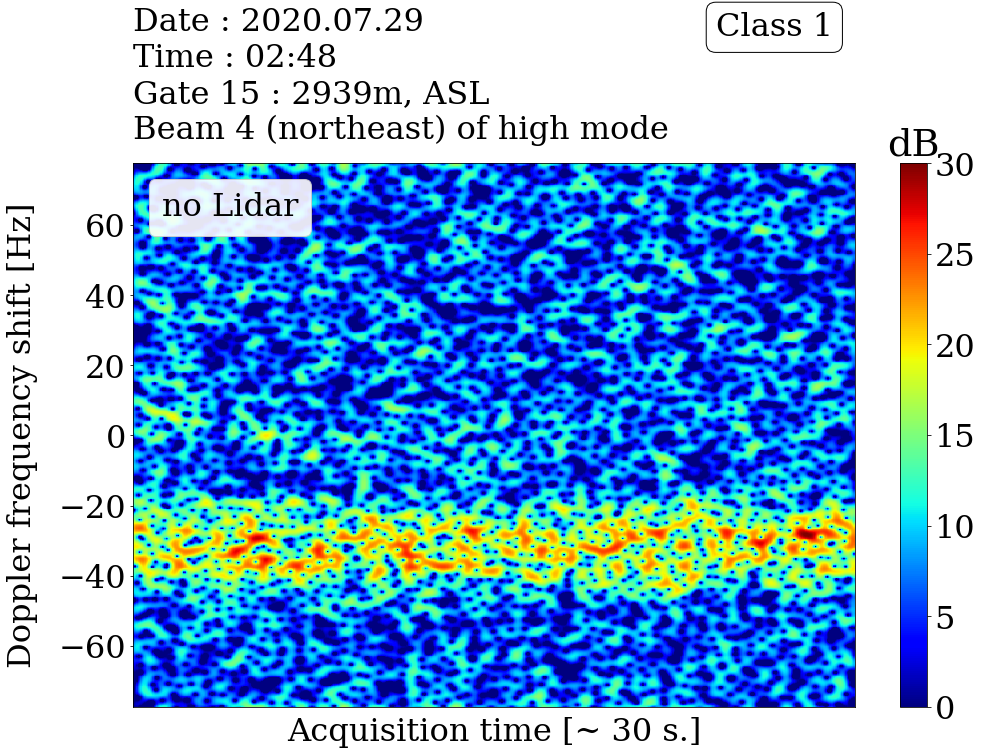 Date : 2020.07.29
Time : 02:48
Gate 15 : 2939m, ASL
Beam 4 (northeast) of high mode
Class 1
dB
no Lidar
Doppler frequency shift [Hz]
60
40
20
0
−20
−40
−60
30
25
20
15
10
5
0
Acquisition time [~ 30 s.]